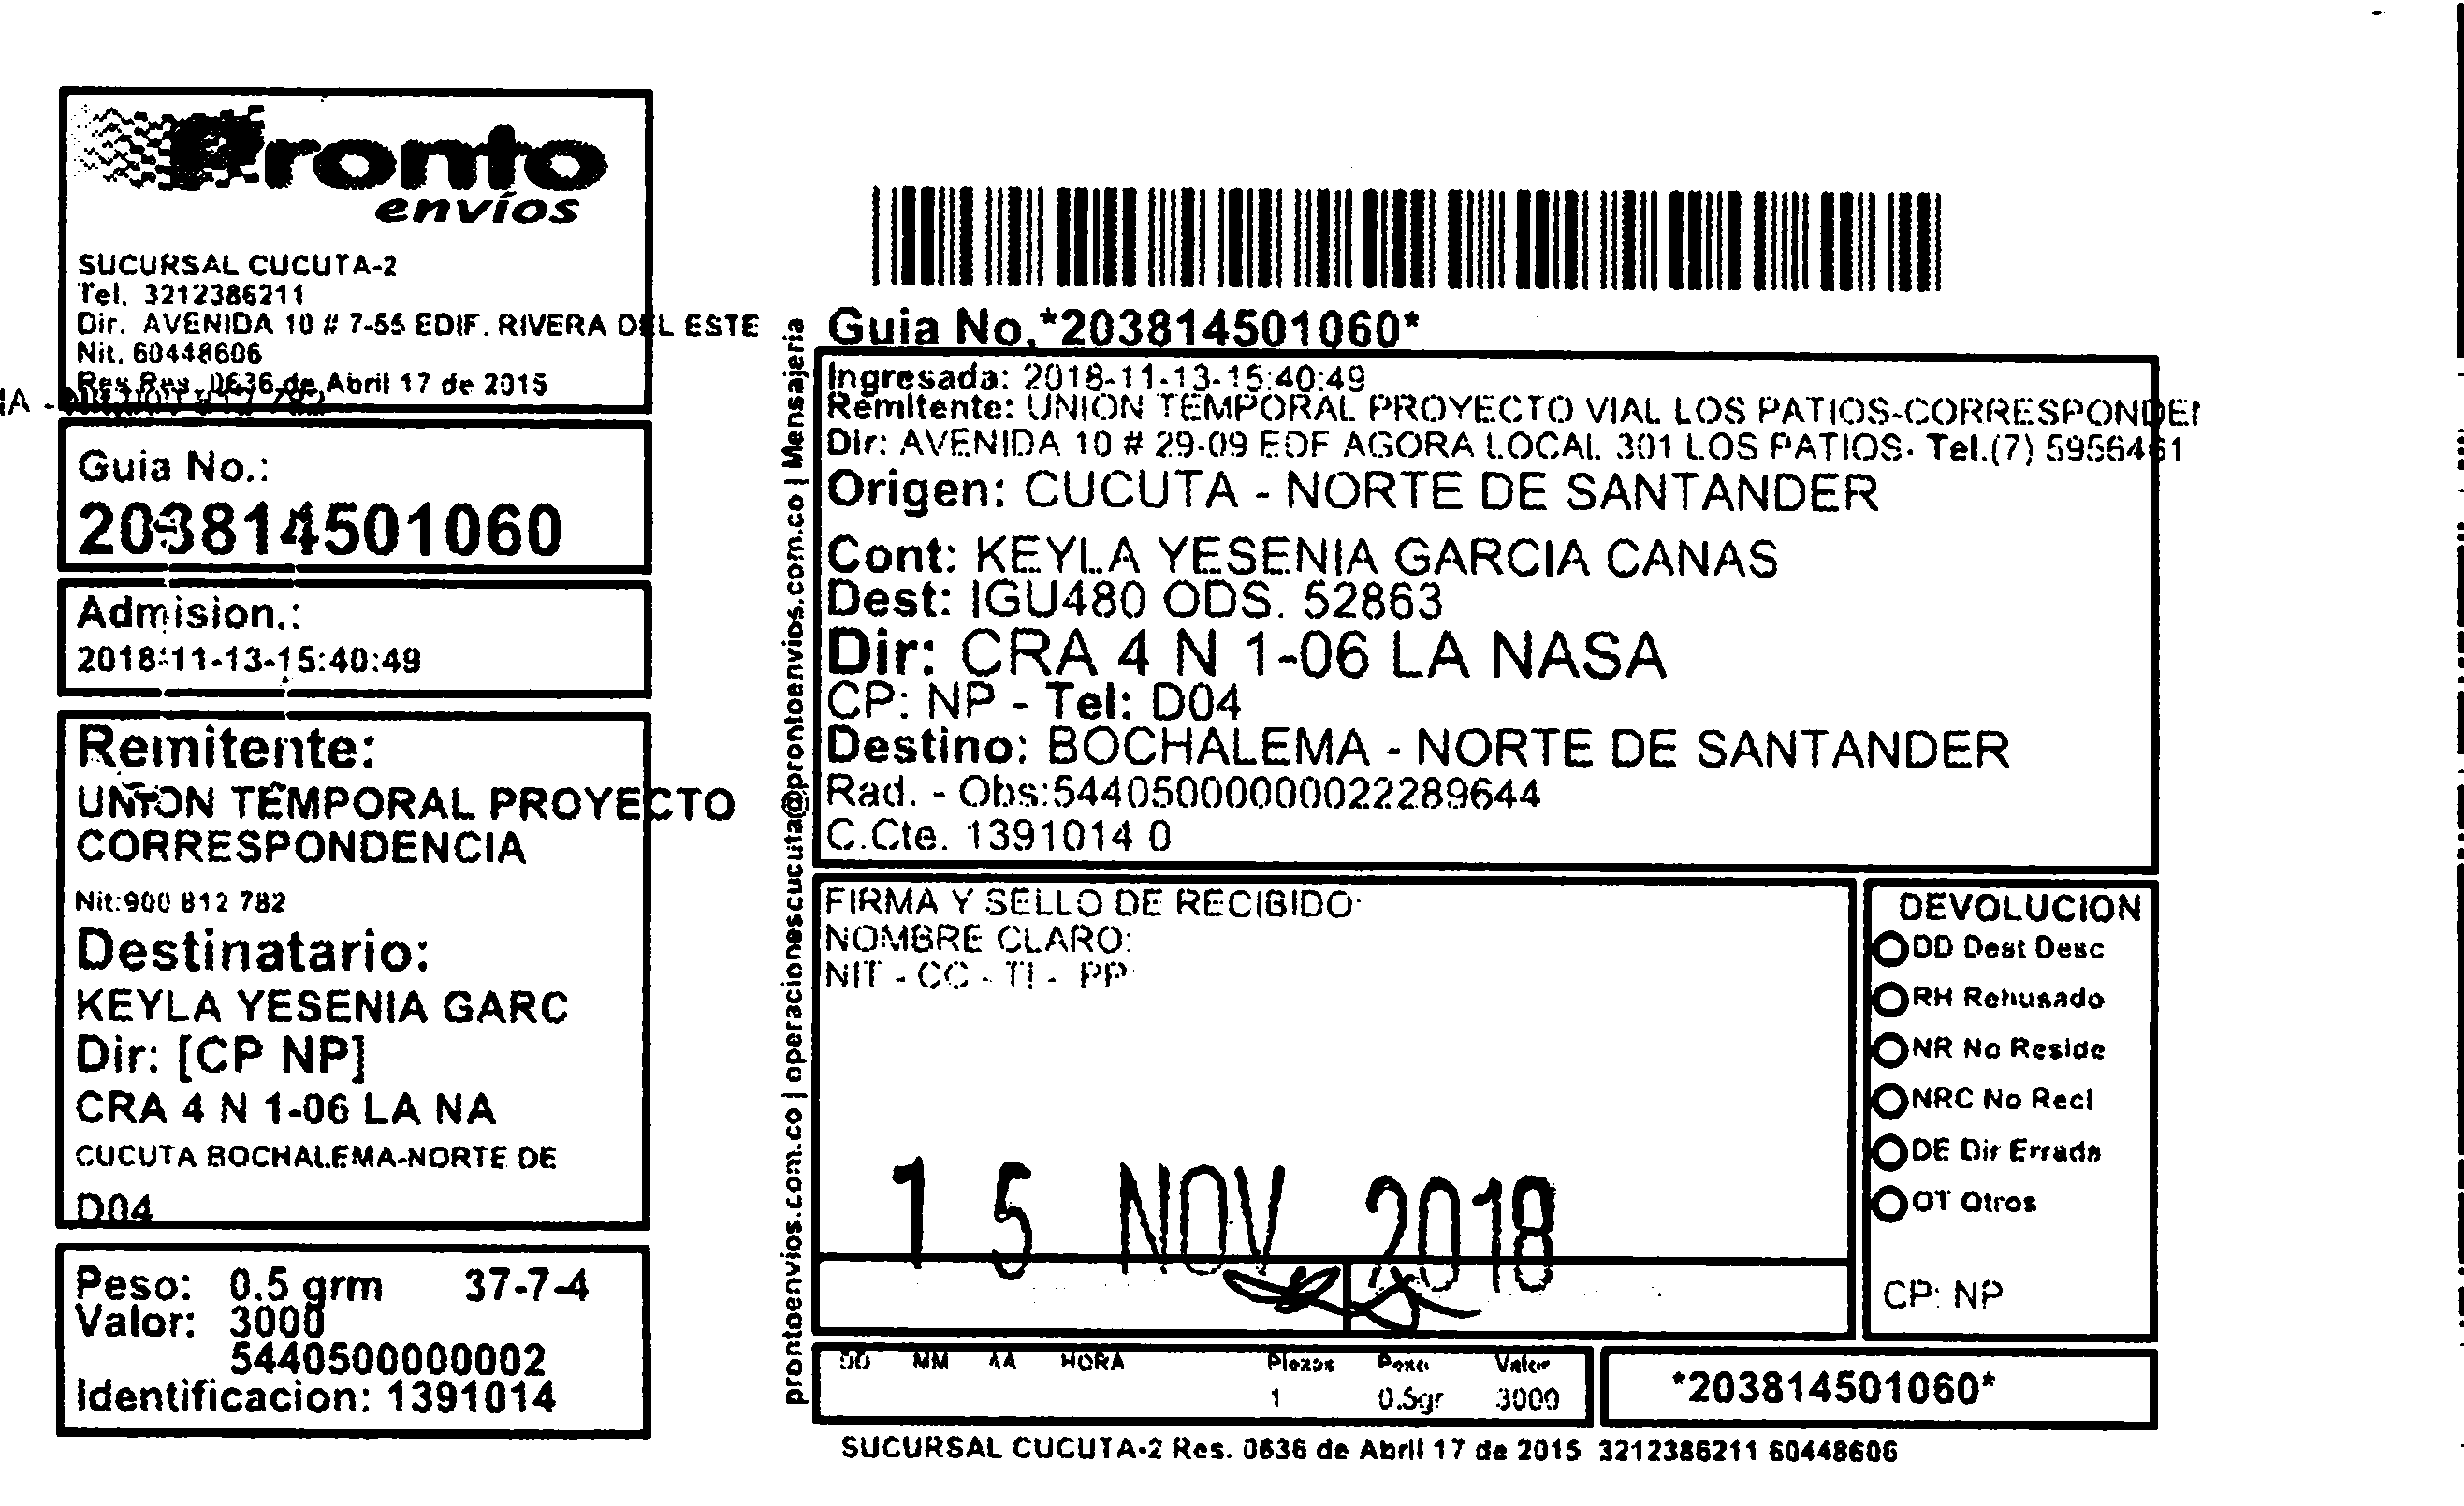 Pronto
envíos
SUCURSAL CUCUTA-2
Tel. 3212386211
Dir. AVENIDA 10 # 7-55 EDIF. RIVERA DEL ESTE
Nit. 60448606
Res Res. 0636 de Abril 17 de 2015
Guia No.:
203814501060
Admision.:
2018-11-13-15:40:49
Remitente:
UNION TEMPORAL PROYECTO
CORRESPONDENCIA
Nit:900 812 782
Destinatario:
KEYLA YESENIA GARC
Dir: [CP NP]
CRA 4 N 1-06 LA NA
CUCUTA BOCHALEMA-NORTE DE
D04
Peso: 0.5 grm 37-7-4
Valor: 3000
5440500000002
Identificacion: 1391014
prontoenvios.com.co | operacionescucuta@prontoenvios.com.co | Mensajeria
Guia No.*203814501060*
Ingresada: 2018-11-13-15:40:49
Remitente: UNION TEMPORAL PROYECTO VIAL LOS PATIOS-CORRESPONDEN
Dir: AVENIDA 10 # 29-09 EDF AGORA LOCAL 301 LOS PATIOS- Tel.(7) 5956461
Origen: CUCUTA - NORTE DE SANTANDER
Cont: KEYLA YESENIA GARCIA CANAS
Dest: IGU480 ODS. 52863
Dir: CRA 4 N 1-06 LA NASA
CP: NP - Tel: D04
Destino: BOCHALEMA - NORTE DE SANTANDER
Rad. - Obs:544050000000022289644
C.Cte. 1391014 0
FIRMA Y SELLO DE RECIBIDO
NOMBRE CLARO:
NIT - CC - TI - PP
15 NOV 2018
DEVOLUCION
DD Dest Desc
RH Rehusado
NR No Reside
NRC No Recl
DE Dir Errada
OT Otros
CP: NP
DD MM AA HORA Piezas Peso Valor
1 0.5gr 3000
*203814501060*
SUCURSAL CUCUTA-2 Res. 0636 de Abril 17 de 2015 3212386211 60448606